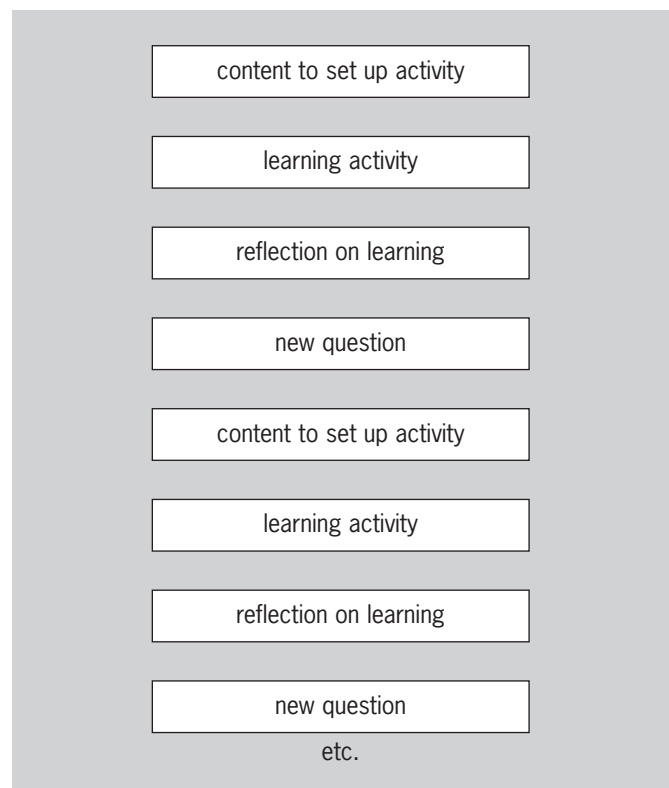 content to set up activity
learning activity
reflection on learning
new question
content to set up activity
learning activity
reflection on learning
new question
etc.